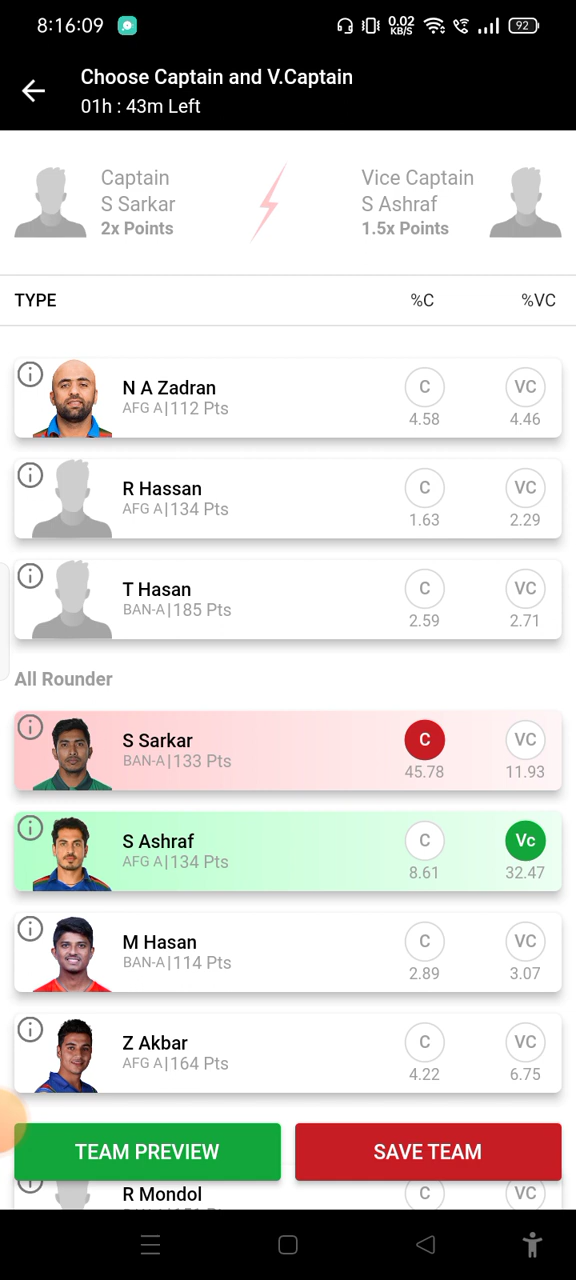 8:16:09
0.02
KB/S
92
Choose Captain and V.Captain
01h : 43m Left
Captain
S Sarkar
2x Points
Vice Captain
S Ashraf
1.5x Points
TYPE %C %VC
N A Zadran
AFG A|112 Pts
C
4.58
VC
4.46
R Hassan
AFG A|134 Pts
C
1.63
VC
2.29
T Hasan
BAN-A|185 Pts
C
2.59
VC
2.71
All Rounder
S Sarkar
BAN-A|133 Pts
C
45.78
VC
11.93
S Ashraf
AFG A|134 Pts
C
8.61
Vc
32.47
M Hasan
BAN-A|114 Pts
C
2.89
VC
3.07
Z Akbar
AFG A|164 Pts
C
4.22
VC
6.75
TEAM PREVIEW
SAVE TEAM
R Mondol
C
VC